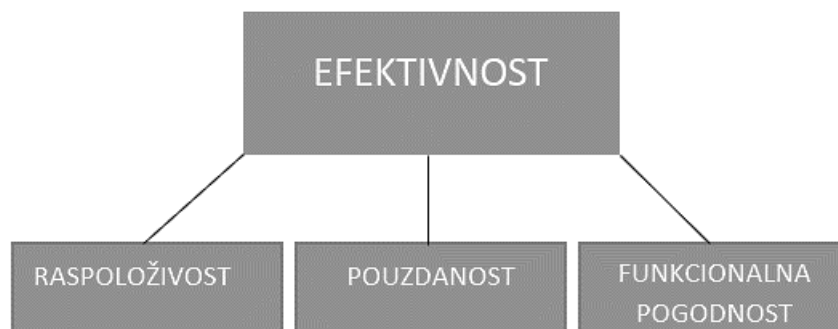 EFEKTIVNOST
RASPOLOŽIVOST
POUZDANOST
FUNKCIONALNA
POGODNOST